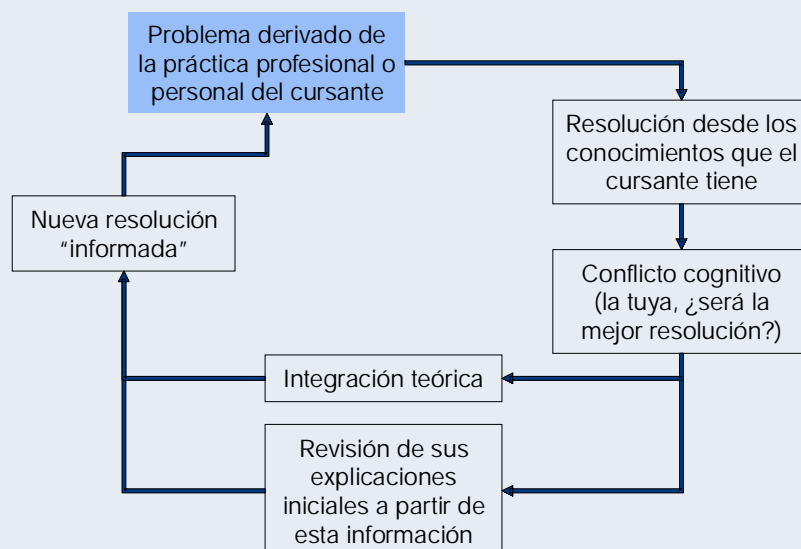 Problema derivado de
la práctica profesional o
personal del cursante
Resolución desde los
conocimientos que el
cursante tiene
Nueva resolución
“informada”
Conflicto cognitivo
(la tuya, ¿será la
mejor resolución?)
Integración teórica
Revisión de sus
explicaciones
iniciales a partir de
esta información